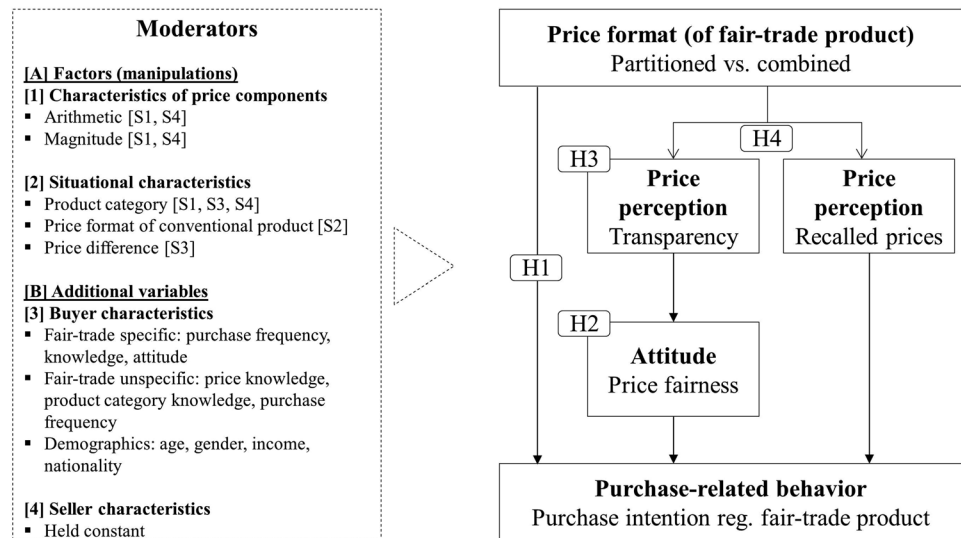 Moderators
[A] Factors (manipulations)
[1] Characteristics of price components
▪ Arithmetic [S1, S4]
▪ Magnitude [S1, S4]
[2] Situational characteristics
▪ Product category [S1, S3, S4]
▪ Price format of conventional product [S2]
▪ Price difference [S3]
[B] Additional variables
[3] Buyer characteristics
▪ Fair-trade specific: purchase frequency,
knowledge, attitude
▪ Fair-trade unspecific: price knowledge,
product category knowledge, purchase
frequency
▪ Demographics: age, gender, income,
nationality
[4] Seller characteristics
▪ Held constant
Price format (of fair-trade product)
Partitioned vs. combined
H4
H3
Price
perception
Transparency
Price
perception
Recalled prices
H1
H2
Attitude
Price fairness
Purchase-related behavior
Purchase intention reg. fair-trade product